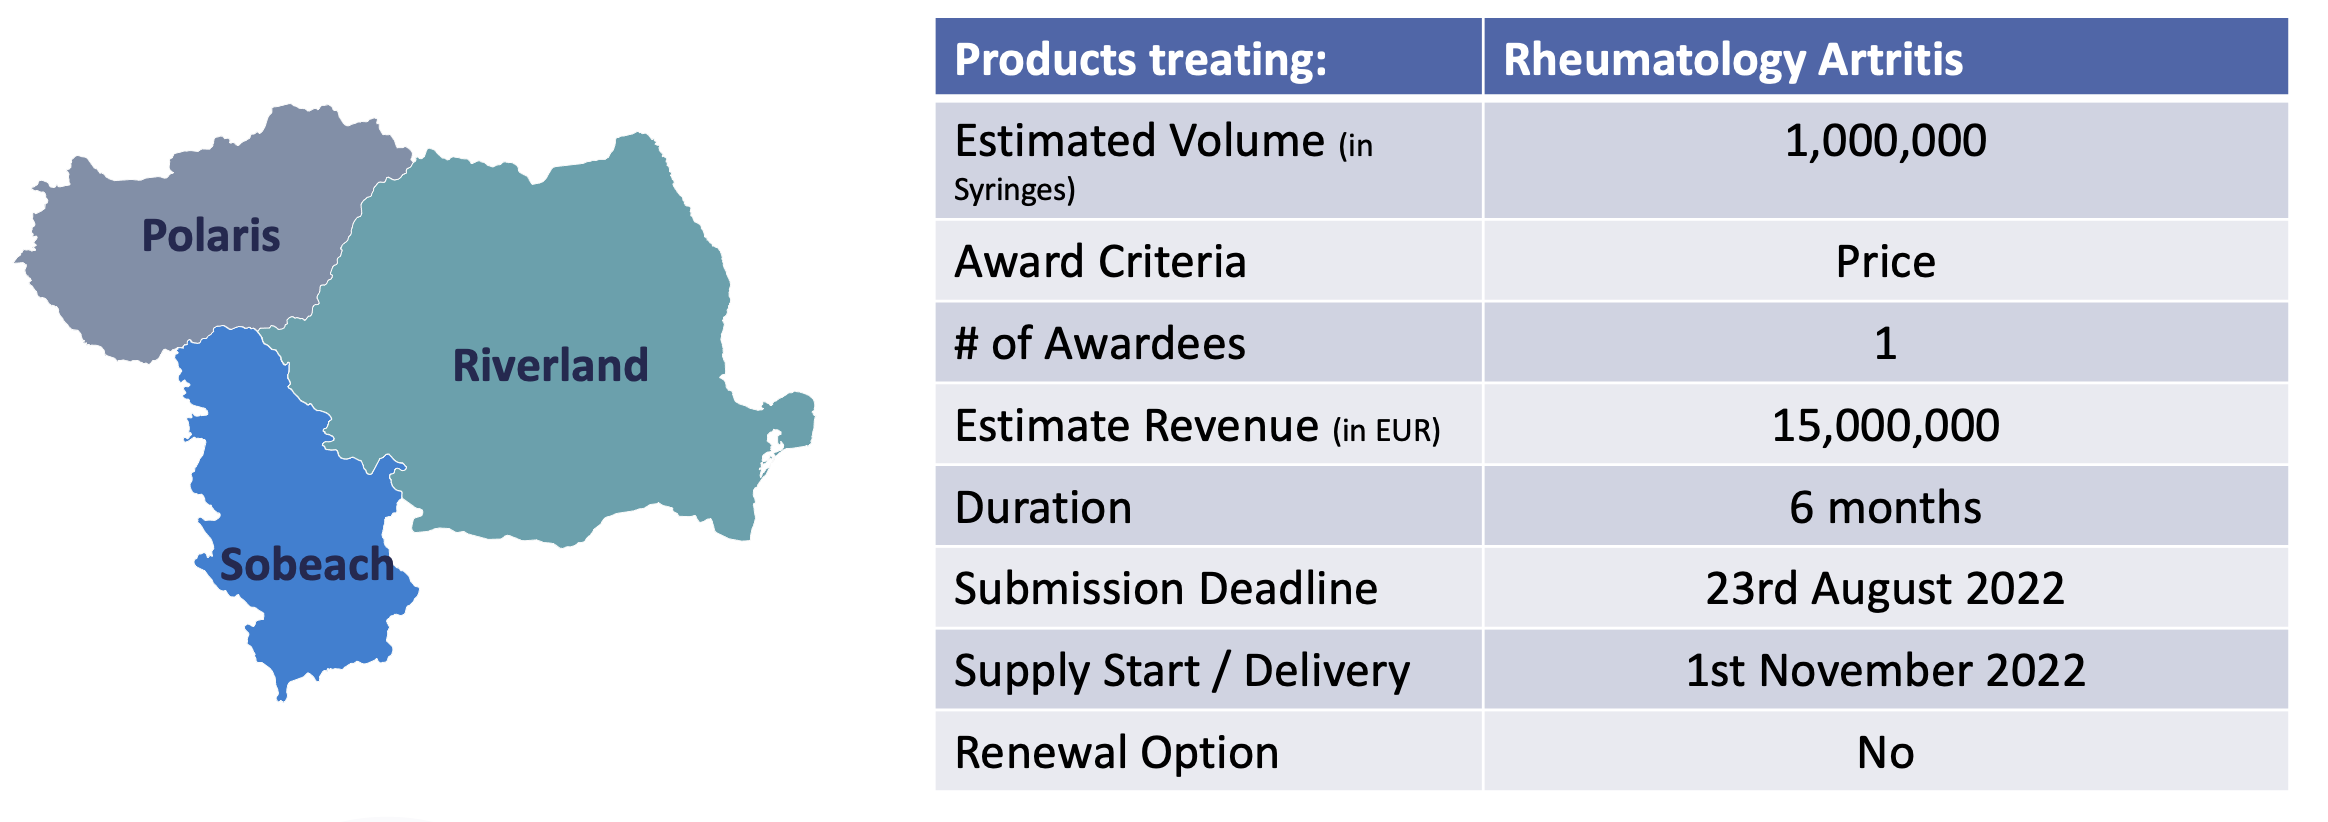 Polaris
Riverland
Sobeach
Products treating: Rheumatology Artritis
Estimated Volume (in 1,000,000
Syringes)
Award Criteria Price
# of Awardees 1
Estimate Revenue (in EUR) 15,000,000
Duration 6 months
Submission Deadline 23rd August 2022
Supply Start / Delivery 1st November 2022
Renewal Option No